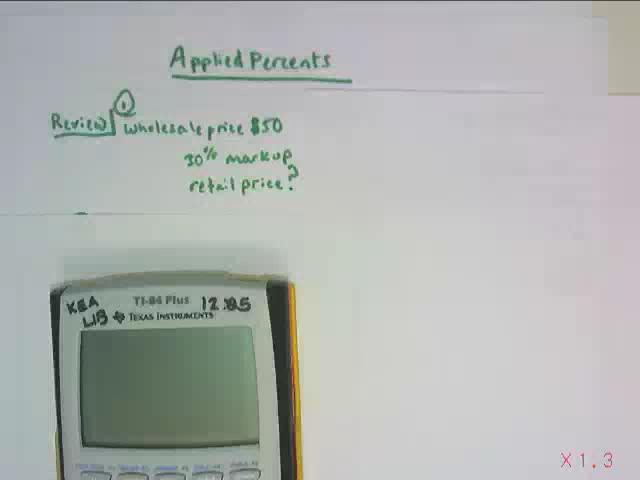 Applied Percents
Review
1
wholesale price $50
30% markup
retail price?
KEA
LIB
TI-84 Plus
12.85
TEXAS INSTRUMENTS
X1.3